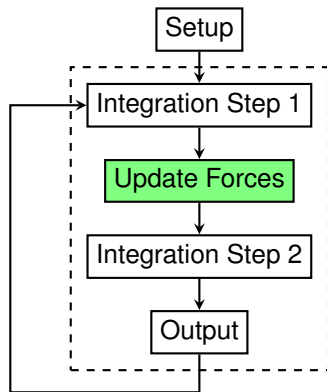 Setup
Integration Step 1
Update Forces
Integration Step 2
Output